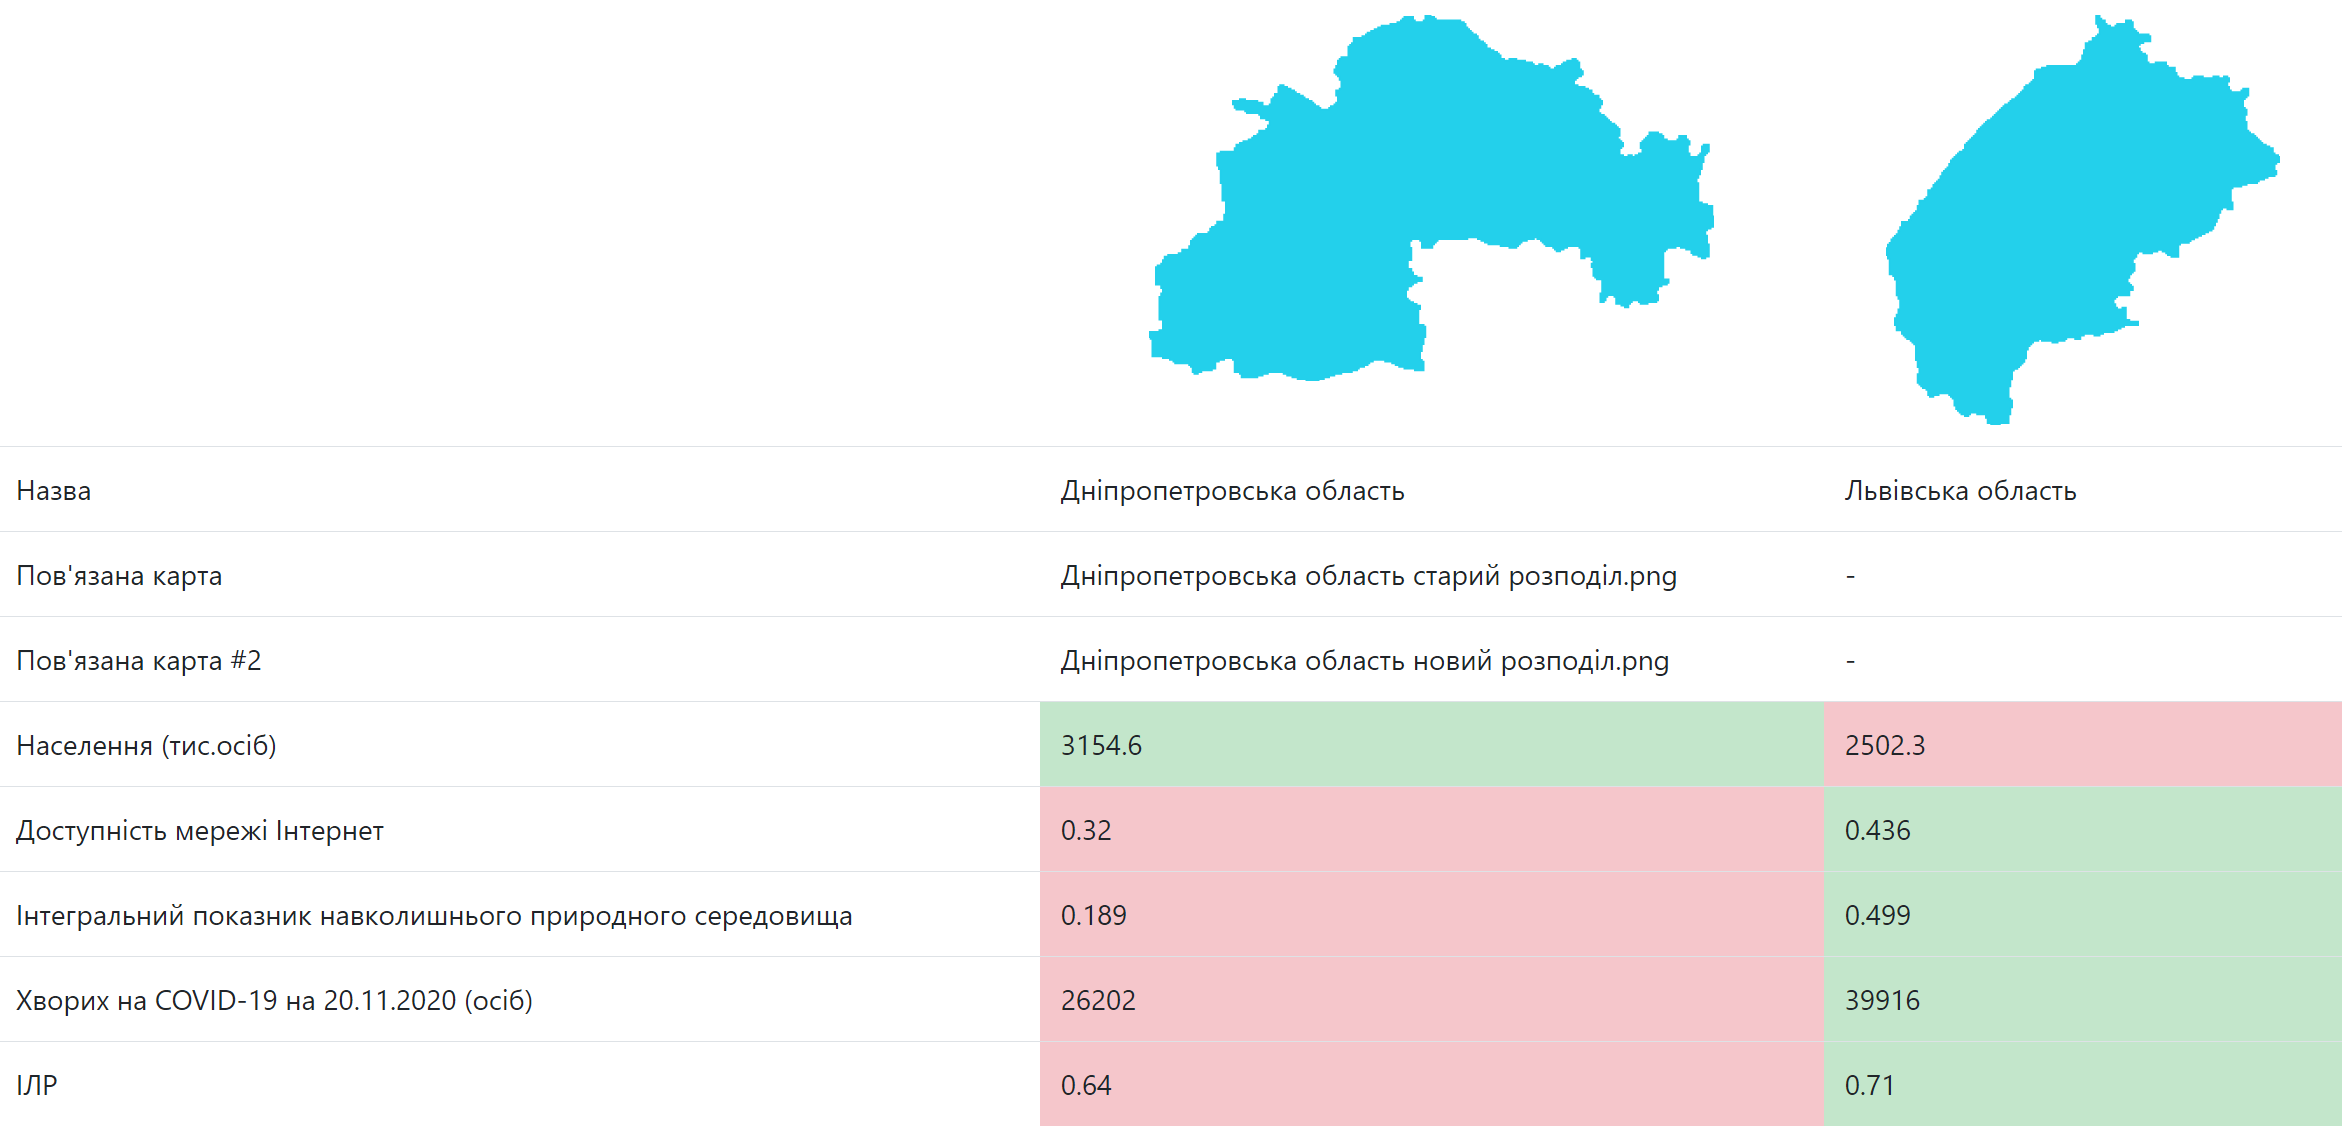 Назва Дніпропетровська область Львівська область
Пов'язана карта Дніпропетровська область старий розподіл.png -
Пов'язана карта #2 Дніпропетровська область новий розподіл.png -
Населення (тис.осіб) 3154.6 2502.3
Доступність мережі Інтернет 0.32 0.436
Інтегральний показник навколишнього природного середовища 0.189 0.499
Хворих на COVID-19 на 20.11.2020 (осіб) 26202 39916
ІЛР 0.64 0.71